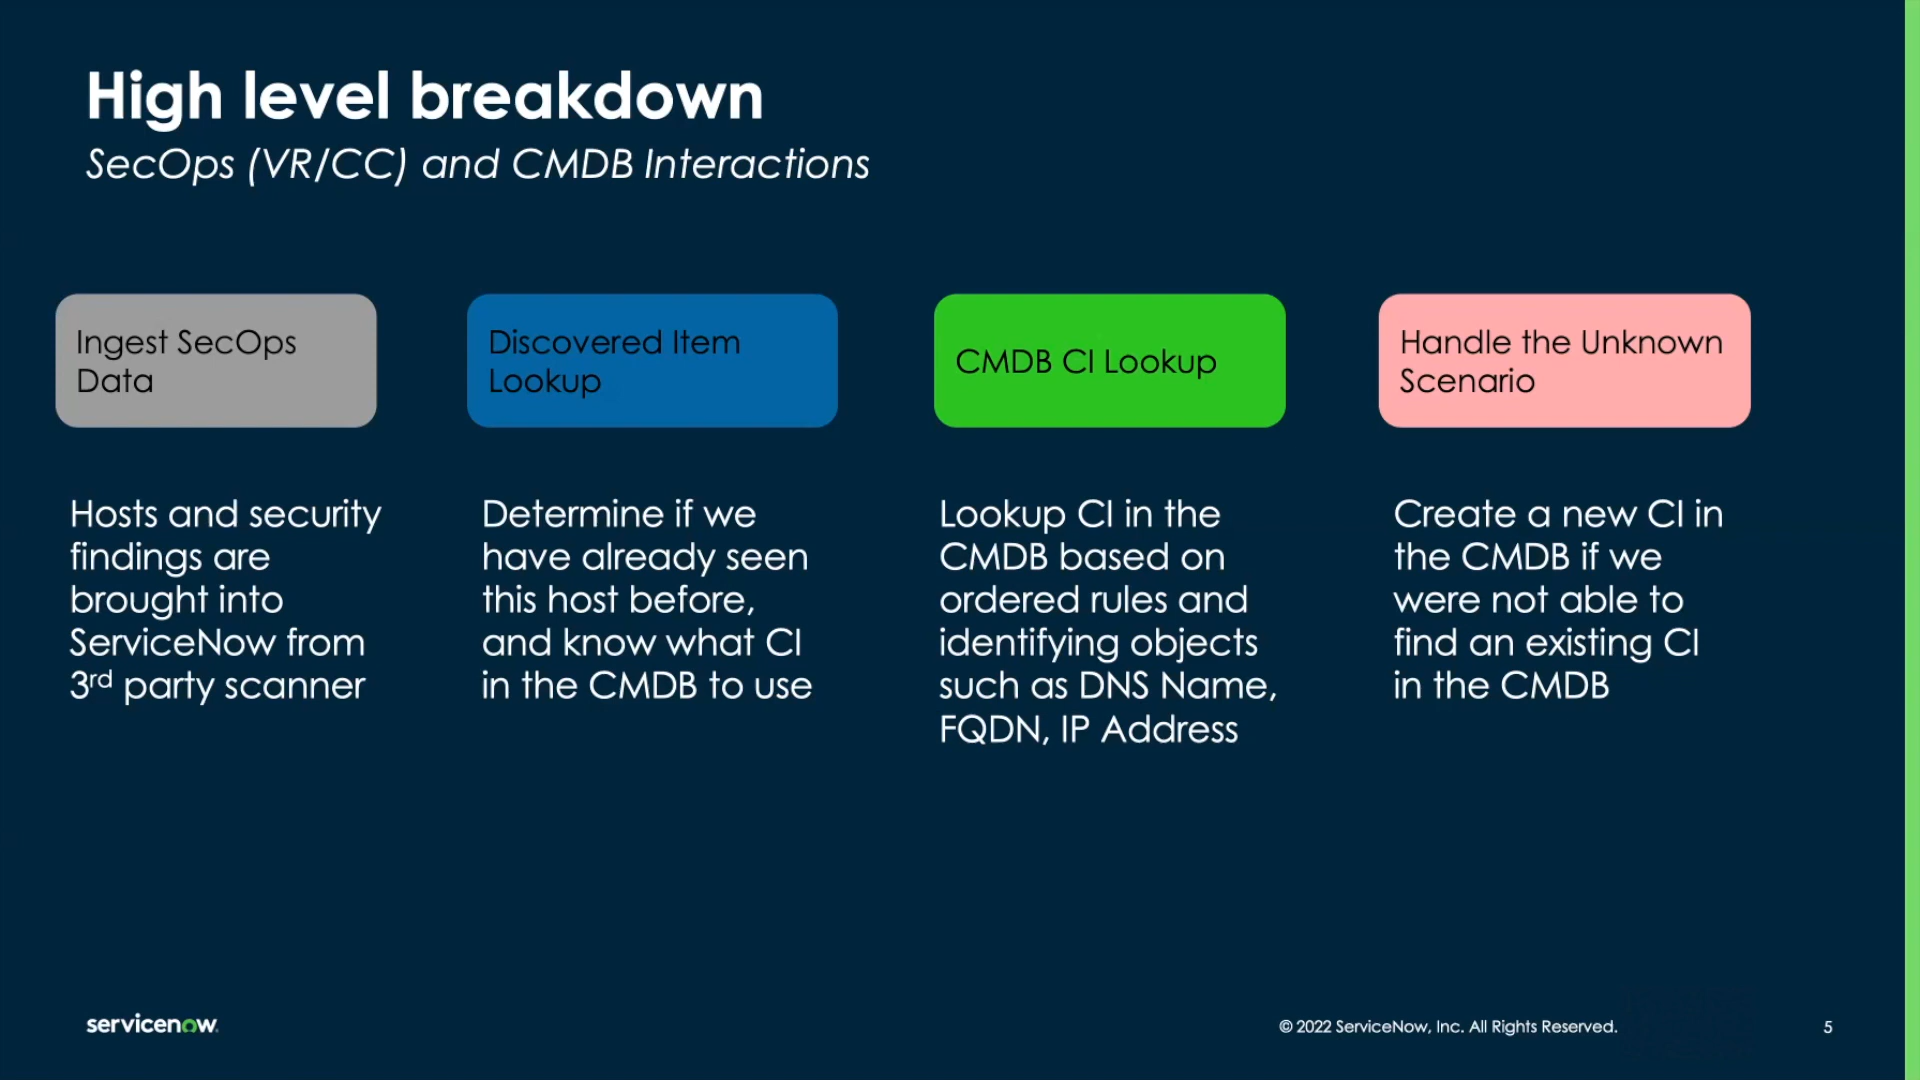 High level breakdown
SecOps (VR/CC) and CMDB Interactions
Ingest SecOps
Data
Hosts and security
findings are
brought into
ServiceNow from
3rd party scanner
Discovered Item
Lookup
Determine if we
have already seen
this host before,
and know what CI
in the CMDB to use
CMDB CI Lookup
Lookup CI in the
CMDB based on
ordered rules and
identifying objects
such as DNS Name,
FQDN, IP Address
Handle the Unknown
Scenario
Create a new CI in
the CMDB if we
were not able to
find an existing CI
in the CMDB
servicenow.
© 2022 ServiceNow, Inc. All Rights Reserved.
5